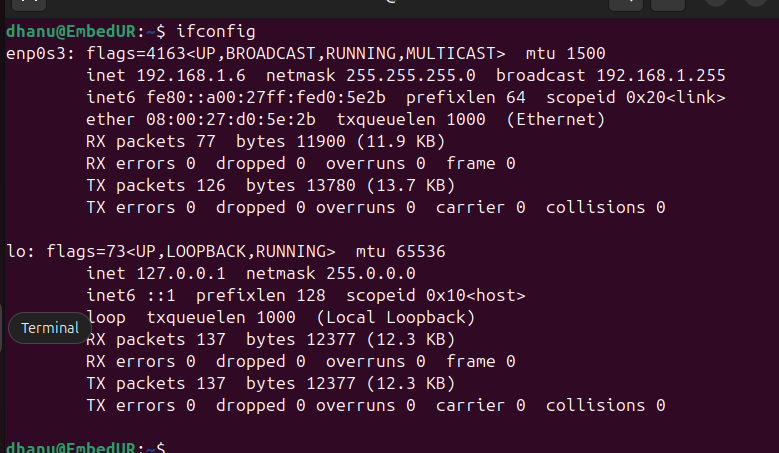 dhanu@EmbedUR:~$ ifconfig
enp0s3: flags=4163<UP,BROADCAST,RUNNING,MULTICAST>  mtu 1500
        inet 192.168.1.6  netmask 255.255.255.0  broadcast 192.168.1.255
        inet6 fe80::a00:27ff:fed0:5e2b  prefixlen 64  scopeid 0x20<link>
        ether 08:00:27:d0:5e:2b  txqueuelen 1000  (Ethernet)
        RX packets 77  bytes 11900 (11.9 KB)
        RX errors 0  dropped 0  overruns 0  frame 0
        TX packets 126  bytes 13780 (13.7 KB)
        TX errors 0  dropped 0 overruns 0  carrier 0  collisions 0

lo: flags=73<UP,LOOPBACK,RUNNING>  mtu 65536
        inet 127.0.0.1  netmask 255.0.0.0
        inet6 ::1  prefixlen 128  scopeid 0x10<host>
        loop  txqueuelen 1000  (Local Loopback)
Terminal
        RX packets 137  bytes 12377 (12.3 KB)
        RX errors 0  dropped 0  overruns 0  frame 0
        TX packets 137  bytes 12377 (12.3 KB)
        TX errors 0  dropped 0 overruns 0  carrier 0  collisions 0

dhanu@EmbedUR:~$